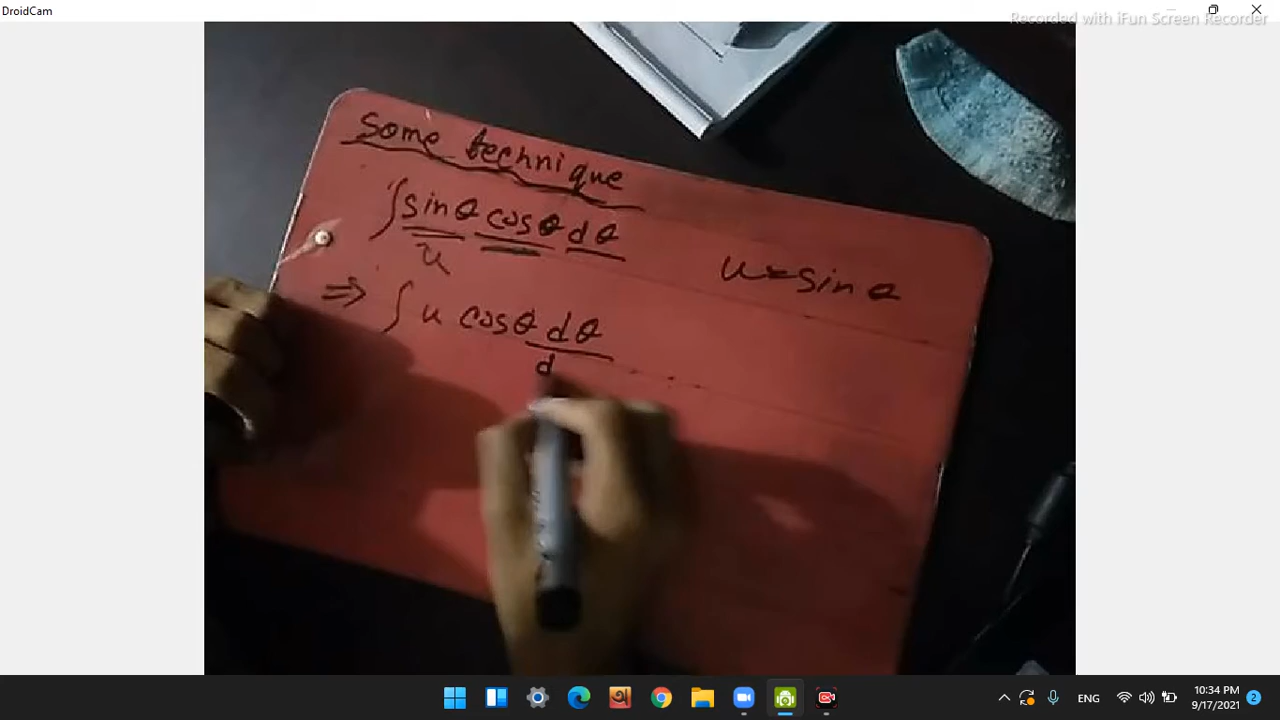 DroidCam
Recorded with iFun Screen Recorder
Some technique
∫ sinθ cosθ dθ
u
u = sin θ
⇒ ∫ u cosθ dθ
d
ENG
10:34 PM
9/17/2021
2